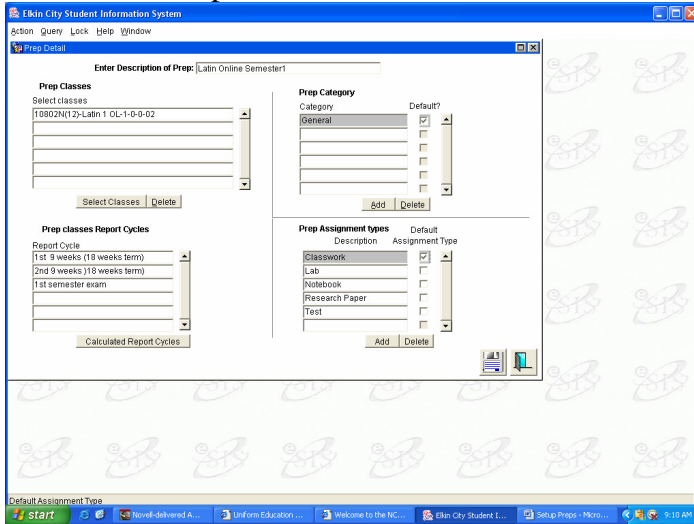 Elkin City Student Information System
Action Query Lock Help Window
Prep Detail
Enter Description of Prep: Latin Online Semester1
Prep Classes
Select classes
10802N(12)-Latin 1 OL-1-0-0-02
Select Classes Delete
Prep Category
Category Default?
General
Add Delete
Prep classes Report Cycles
Report Cycle
1st 9 weeks (18 weeks term)
2nd 9 weeks )18 weeks term)
1st semester exam
Calculated Report Cycles
Prep Assignment types Default
Description Assignment Type
Classwork
Lab
Notebook
Research Paper
Test
Add Delete
Default Assignment Type
start Novell-delivered A... Uniform Education ... Welcome to the NC... Elkin City Student I... Setup Preps - Micro... 9:10 AM